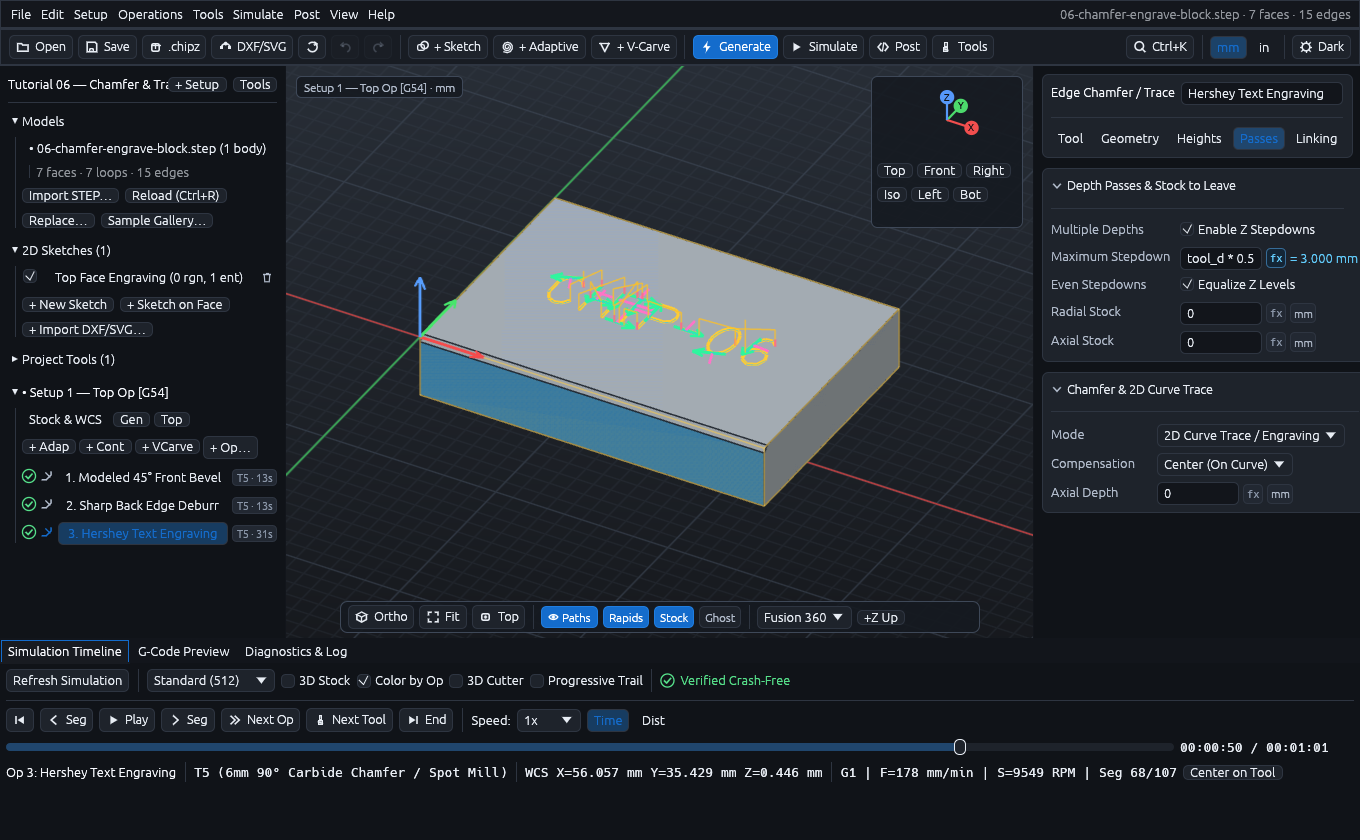 File Edit Setup Operations Tools Simulate Post View Help 06-chamfer-engrave-block.step · 7 faces · 15 edges
Open Save .chipz DXF/SVG + Sketch + Adaptive + V-Carve Generate Simulate Post Tools Ctrl+K mm in Dark
Tutorial 06 — Chamfer & Tra + Setup Tools
Models
• 06-chamfer-engrave-block.step (1 body)
7 faces · 7 loops · 15 edges
Import STEP… Reload (Ctrl+R)
Replace… Sample Gallery…
2D Sketches (1)
Top Face Engraving (0 rgn, 1 ent)
+ New Sketch + Sketch on Face
+ Import DXF/SVG…
Project Tools (1)
• Setup 1 — Top Op [G54]
Stock & WCS Gen Top
+ Adap + Cont + VCarve + Op…
1. Modeled 45° Front Bevel T5 · 13s
2. Sharp Back Edge Deburr T5 · 13s
3. Hershey Text Engraving T5 · 31s
Setup 1 — Top Op [G54] · mm
Z
Y
X
Top Front Right
Iso Left Bot
Ortho Fit Top Paths Rapids Stock Ghost Fusion 360 +Z Up
Edge Chamfer / Trace Hershey Text Engraving
Tool Geometry Heights Passes Linking
Depth Passes & Stock to Leave
Multiple Depths Enable Z Stepdowns
Maximum Stepdown tool_d * 0.5 fx = 3.000 mm
Even Stepdowns Equalize Z Levels
Radial Stock 0 fx mm
Axial Stock 0 fx mm
Chamfer & 2D Curve Trace
Mode 2D Curve Trace / Engraving
Compensation Center (On Curve)
Axial Depth 0 fx mm
Simulation Timeline G-Code Preview Diagnostics & Log
Refresh Simulation Standard (512) 3D Stock Color by Op 3D Cutter Progressive Trail Verified Crash-Free
Seg Play Seg Next Op Next Tool End Speed: 1x Time Dist
00:00:50 / 00:01:01
Op 3: Hershey Text Engraving T5 (6mm 90° Carbide Chamfer / Spot Mill) WCS X=56.057 mm Y=35.429 mm Z=0.446 mm G1 | F=178 mm/min | S=9549 RPM | Seg 68/107 Center on Tool